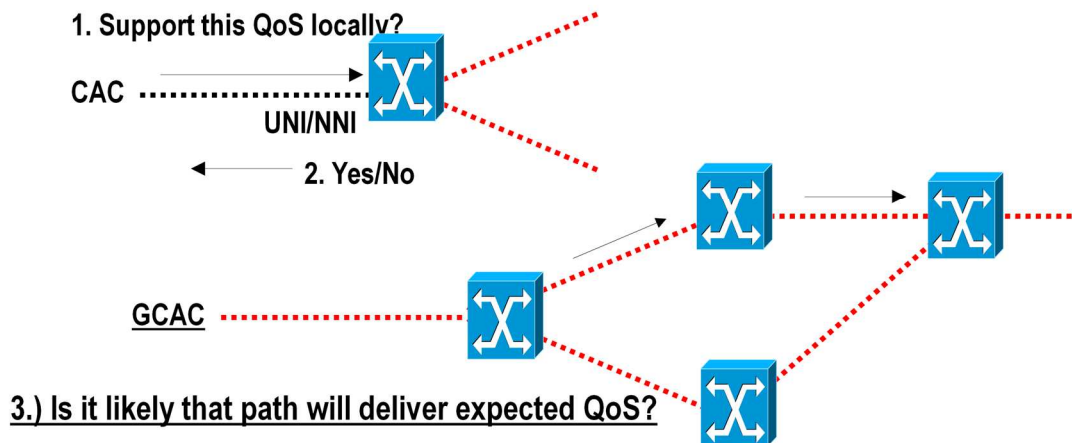 1. Support this QoS locally?
CAC
UNI/NNI
2. Yes/No
GCAC
3.) Is it likely that path will deliver expected QoS?